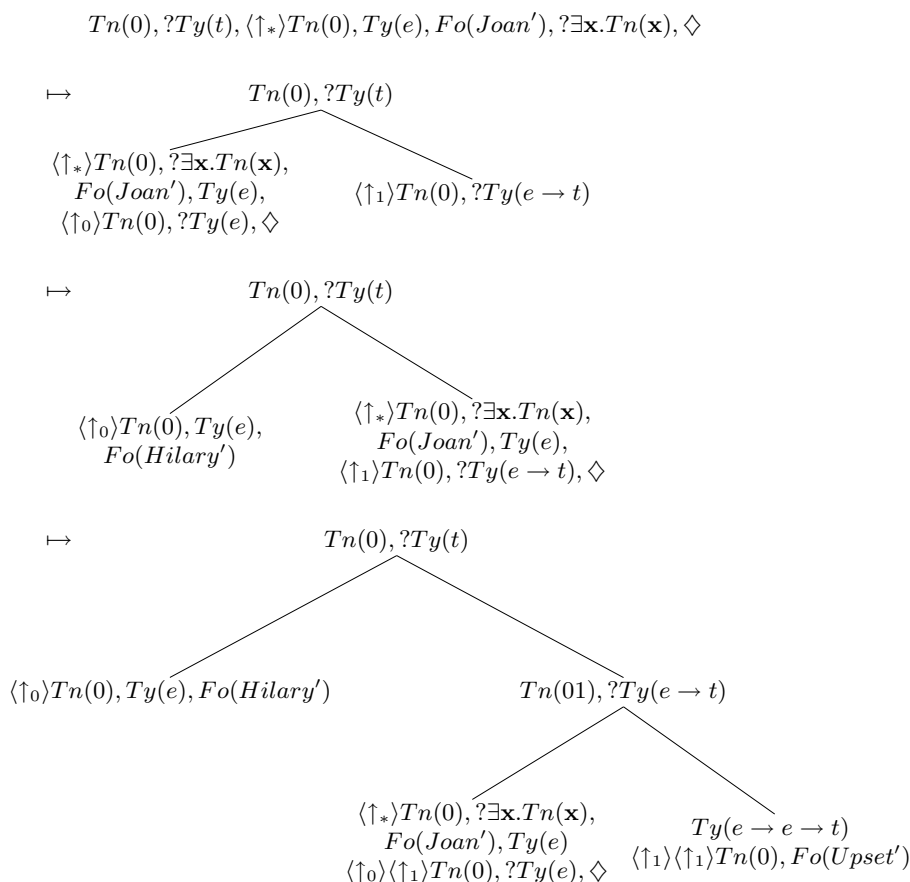 Tn(0), ?Ty(t), ⟨↑*⟩Tn(0), Ty(e), Fo(Joan′), ?∃x.Tn(x), ♢
↦ Tn(0), ?Ty(t)
⟨↑*⟩Tn(0), ?∃x.Tn(x),
Fo(Joan′), Ty(e),
⟨↑0⟩Tn(0), ?Ty(e), ♢
⟨↑1⟩Tn(0), ?Ty(e → t)
↦ Tn(0), ?Ty(t)
⟨↑0⟩Tn(0), Ty(e),
Fo(Hilary′)
⟨↑*⟩Tn(0), ?∃x.Tn(x),
Fo(Joan′), Ty(e),
⟨↑1⟩Tn(0), ?Ty(e → t), ♢
↦ Tn(0), ?Ty(t)
⟨↑0⟩Tn(0), Ty(e), Fo(Hilary′)
Tn(01), ?Ty(e → t)
⟨↑*⟩Tn(0), ?∃x.Tn(x),
Fo(Joan′), Ty(e)
⟨↑0⟩⟨↑1⟩Tn(0), ?Ty(e), ♢
Ty(e → e → t)
⟨↑1⟩⟨↑1⟩Tn(0), Fo(Upset′)